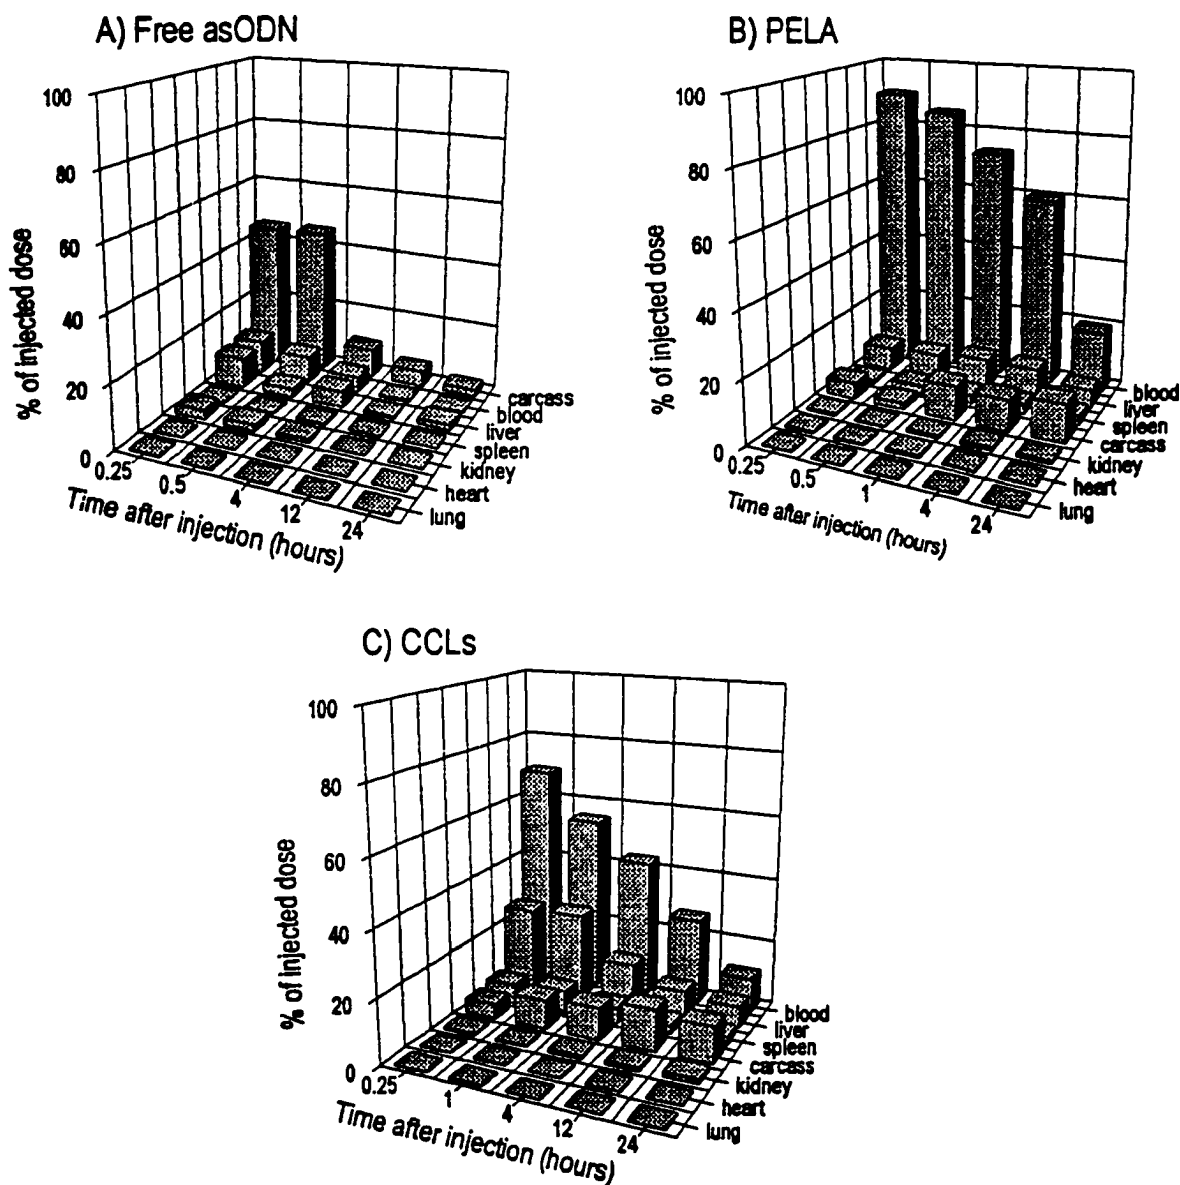 A) Free asODN
% of injected dose
100
80
60
40
20
0
0.25
0.5
4
12
24
Time after injection (hours)
carcass
blood
liver
spleen
kidney
heart
lung
B) PELA
% of injected dose
100
80
60
40
20
0
0.25
0.5
1
4
24
Time after injection (hours)
blood
liver
spleen
carcass
kidney
heart
lung
C) CCLs
% of injected dose
100
80
60
40
20
0
0.25
1
4
12
24
Time after injection (hours)
blood
liver
spleen
carcass
kidney
heart
lung